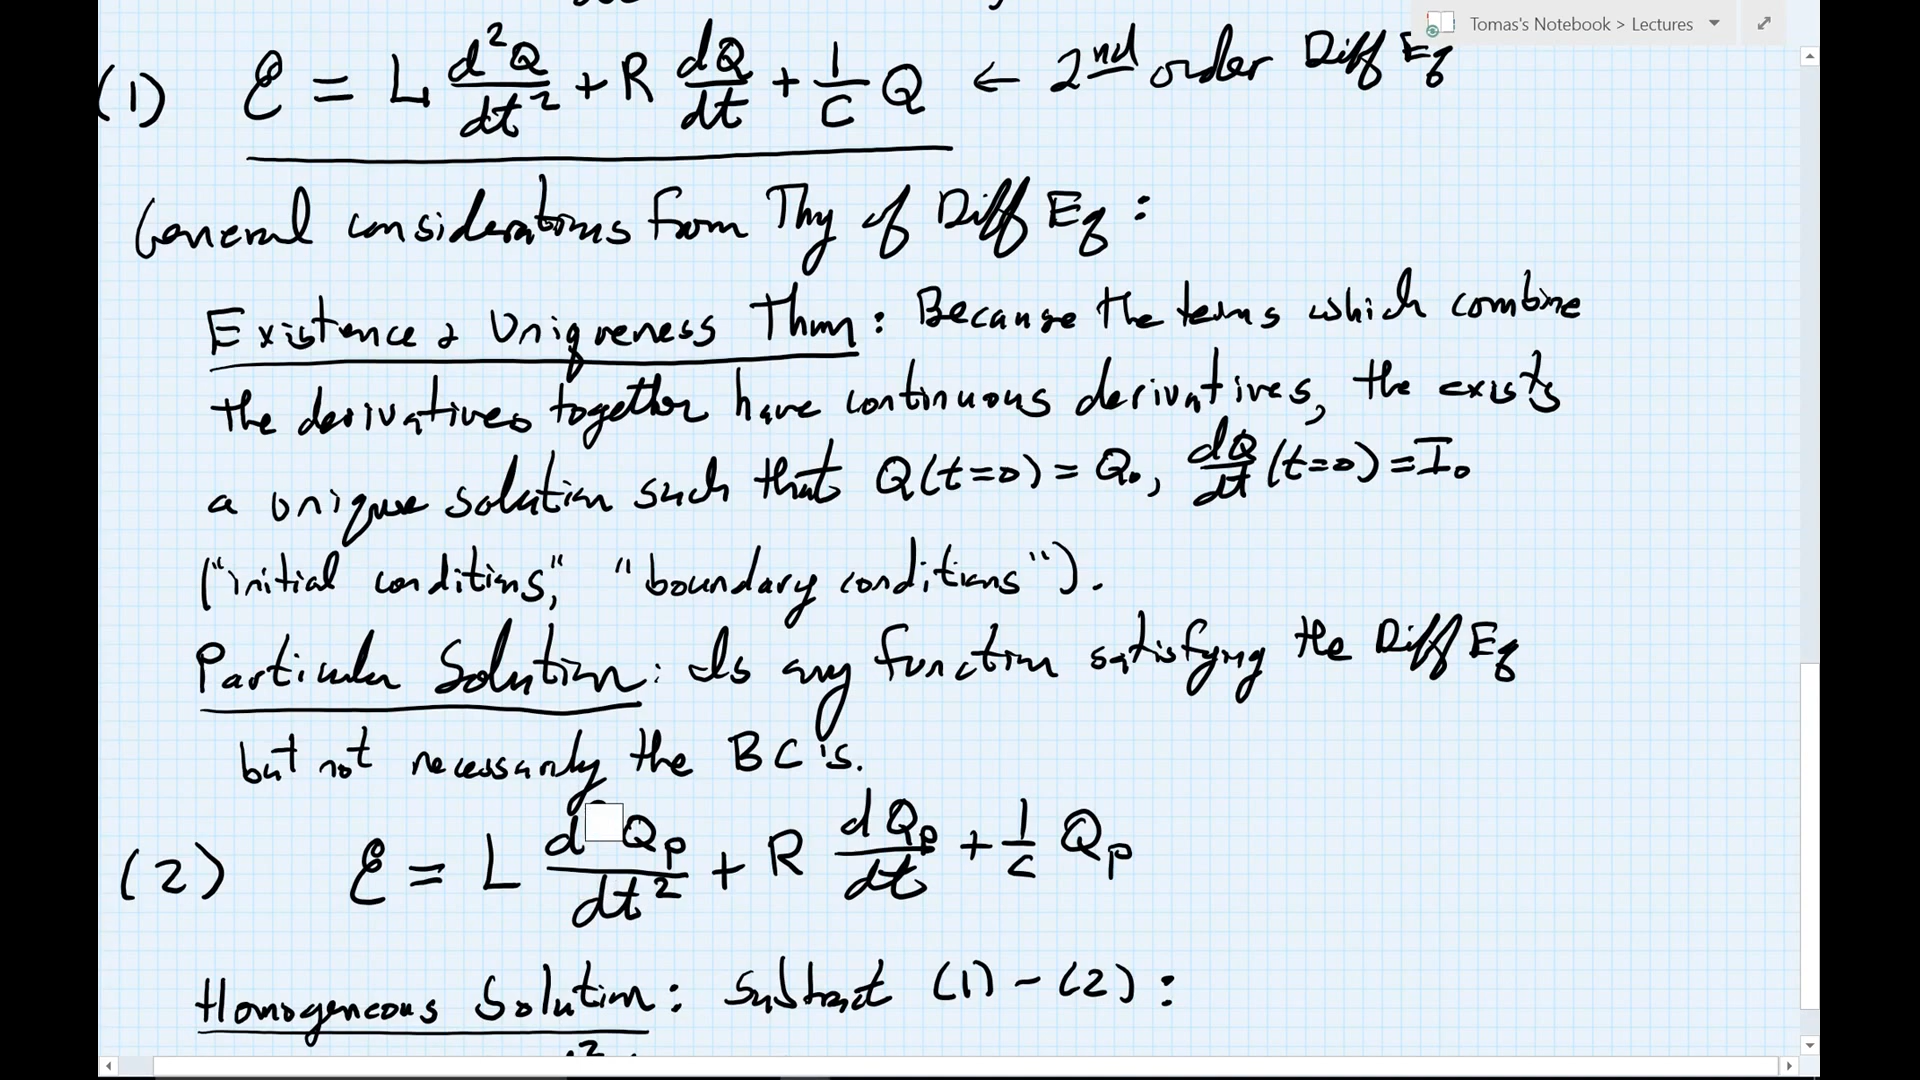 Tomas's Notebook > Lectures
(1) ℰ = L d²Q/dt² + R dQ/dt + 1/C Q ← 2nd order Diff Eq
General considerations from Thy of Diff Eq :
Existence & Uniqueness Thm : Because the terms which combine
the derivatives together have continuous derivatives, the exists
a unique solution such that Q(t=0) = Q₀, dQ/dt (t=0) = I₀
("initial conditions," "boundary conditions").
Particular Solution : Is any function satisfying the Diff Eq
but not necessarily the BC's.
(2) ℰ = L d Qₚ/dt² + R dQₚ/dt + 1/C Qₚ
Homogeneous Solution : Subtract (1) - (2) :